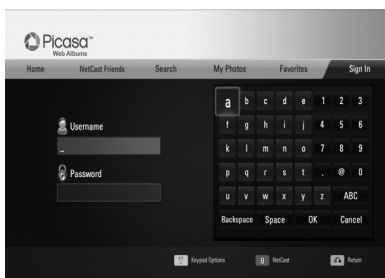 Picasa™
Web Albums
Home NetCast Friends Search My Photos Favorites Sign In
Username
_
Password
a b c d e 1 2 3
f g h i j 4 5 6
k l m n o 7 8 9
p q r s t . @ 0
u v w x y z ABC
Backspace Space OK Cancel
Keypad Options NetCast Return